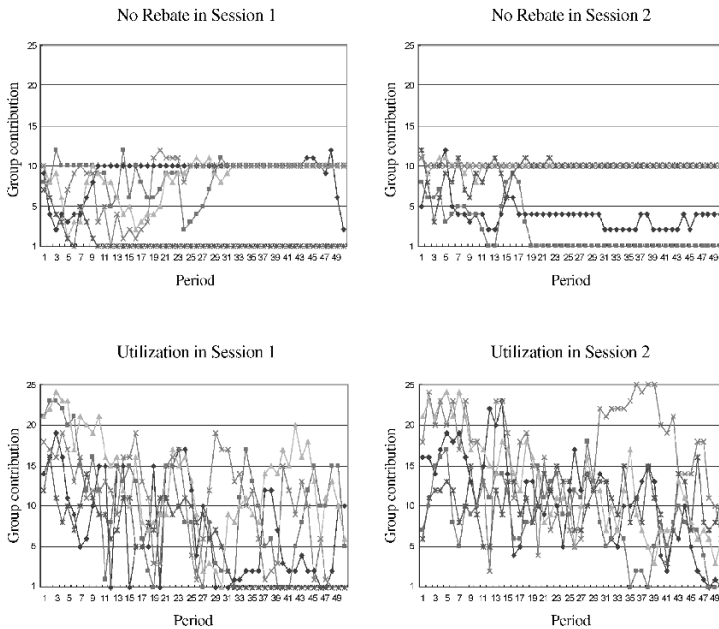 No Rebate in Session 1
Group contribution
25
20
15
10
5
1
1 3 5 7 9 11 13 15 17 19 21 23 25 27 29 31 33 35 37 39 41 43 45 47 49
Period
No Rebate in Session 2
Group contribution
25
20
15
10
5
1
1 3 5 7 9 11 13 15 17 19 21 23 25 27 29 31 33 35 37 39 41 43 45 47 49
Period
Utilization in Session 1
Group contribution
25
20
15
10
5
1
1 3 5 7 9 11 13 15 17 19 21 23 25 27 29 31 33 35 37 39 41 43 45 47 49
Period
Utilization in Session 2
Group contribution
25
20
15
10
5
1
1 3 5 7 9 11 13 15 17 19 21 23 25 27 29 31 33 35 37 39 41 43 45 47 49
Period